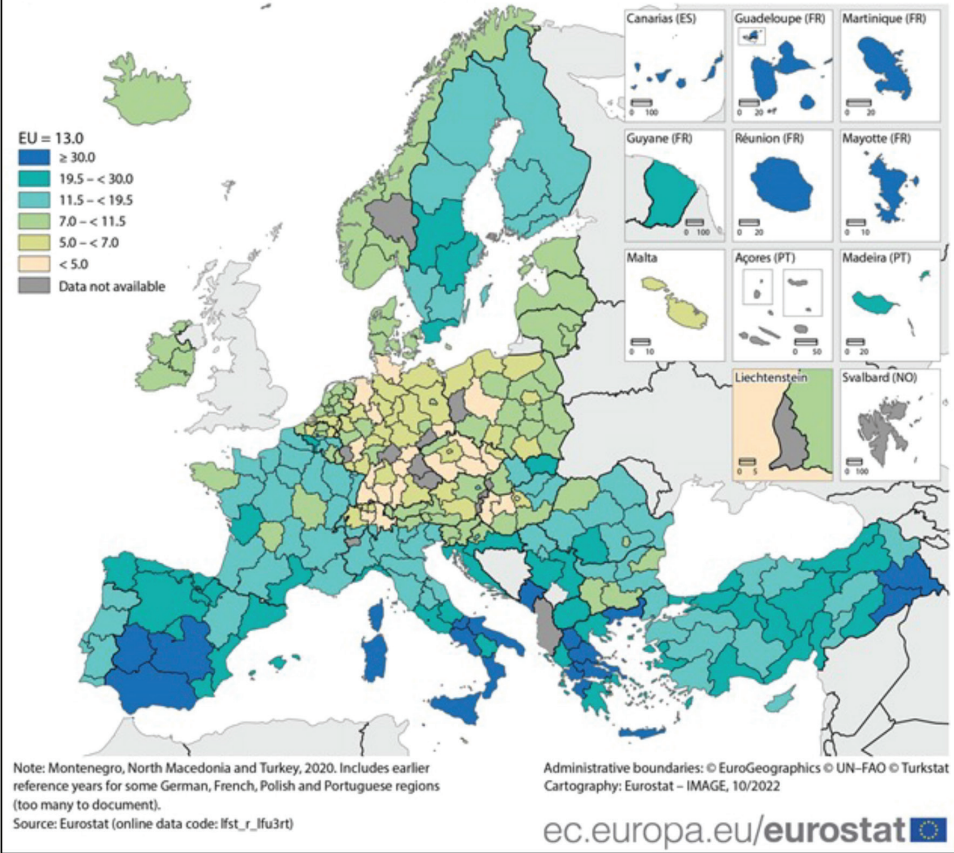 EU = 13.0
≥ 30.0
19.5 – < 30.0
11.5 – < 19.5
7.0 – < 11.5
5.0 – < 7.0
< 5.0
Data not available
Canarias (ES)
0 100
Guadeloupe (FR)
0 20
Martinique (FR)
0 20
Guyane (FR)
0 100
Réunion (FR)
0 20
Mayotte (FR)
0 10
Malta
0 10
Açores (PT)
0 50
Madeira (PT)
0 20
Liechtenstein
0 5
Svalbard (NO)
0 100
Note: Montenegro, North Macedonia and Turkey, 2020. Includes earlier
reference years for some German, French, Polish and Portuguese regions
(too many to document).
Source: Eurostat (online data code: lfst_r_lfu3rt)
Administrative boundaries: © EuroGeographics © UN–FAO © Turkstat
Cartography: Eurostat – IMAGE, 10/2022
ec.europa.eu/eurostat